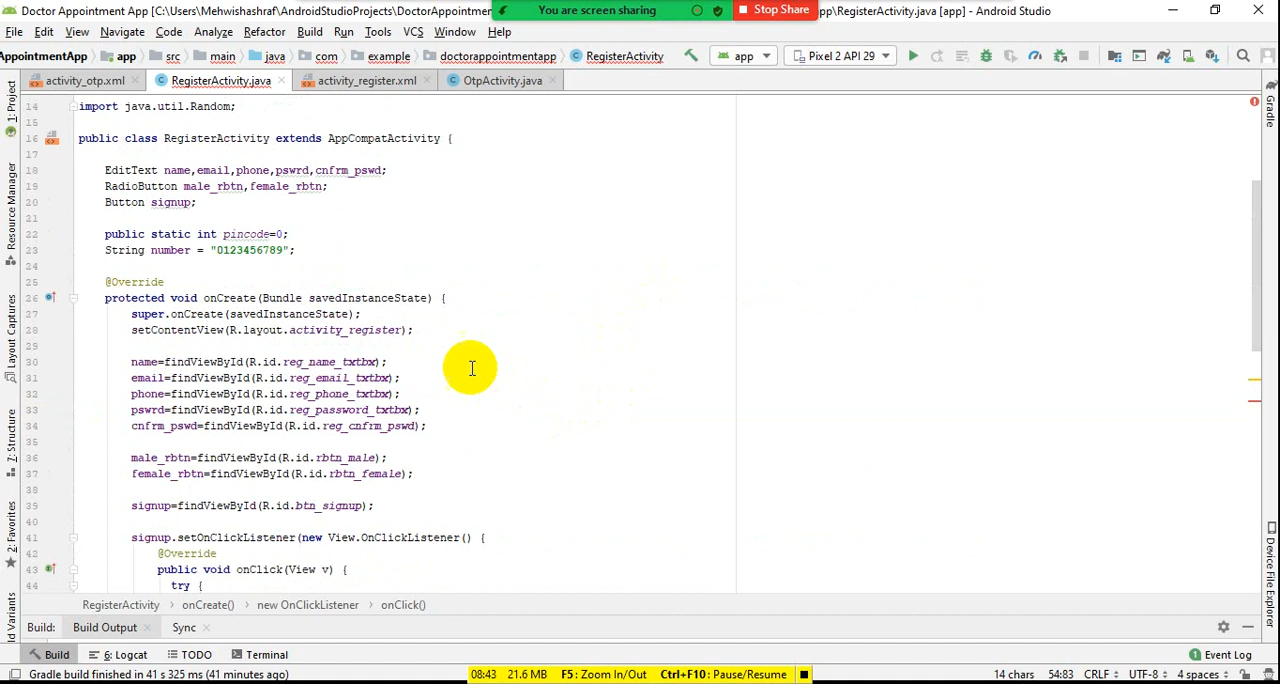 Doctor Appointment App [C:\Users\Mehwishashraf\AndroidStudioProjects\DoctorAppointmen
You are screen sharing
Stop Share
pp\RegisterActivity.java [app] - Android Studio
File Edit View Navigate Code Analyze Refactor Build Run Tools VCS Window Help
AppointmentApp app src main java com example doctorappointmentapp RegisterActivity app Pixel 2 API 29
activity_otp.xml RegisterActivity.java activity_register.xml OtpActivity.java
14 import java.util.Random;
15
16 public class RegisterActivity extends AppCompatActivity {
17
18 EditText name,email,phone,pswrd,cnfrm_pswd;
19 RadioButton male_rbtn,female_rbtn;
20 Button signup;
21
22 public static int pincode=0;
23 String number = "0123456789";
24
25 @Override
26 protected void onCreate(Bundle savedInstanceState) {
27 super.onCreate(savedInstanceState);
28 setContentView(R.layout.activity_register);
29
30 name=findViewById(R.id.reg_name_txtbx);
31 email=findViewById(R.id.reg_email_txtbx);
32 phone=findViewById(R.id.reg_phone_txtbx);
33 pswrd=findViewById(R.id.reg_password_txtbx);
34 cnfrm_pswd=findViewById(R.id.reg_cnfrm_pswd);
35
36 male_rbtn=findViewById(R.id.rbtn_male);
37 female_rbtn=findViewById(R.id.rbtn_female);
38
39 signup=findViewById(R.id.btn_signup);
40
41 signup.setOnClickListener(new View.OnClickListener() {
42 @Override
43 public void onClick(View v) {
44 try {
RegisterActivity onCreate() new OnClickListener onClick()
Build: Build Output Sync
Build 6: Logcat TODO Terminal
1 Event Log
Gradle build finished in 41 s 325 ms (41 minutes ago)
08:43 21.6 MB F5: Zoom In/Out Ctrl+F10: Pause/Resume
14 chars 54:83 CRLF UTF-8 4 spaces
1: Project
Resource Manager
Layout Captures
Z: Structure
2: Favorites
ld Variants
Gradle
Device File Explorer